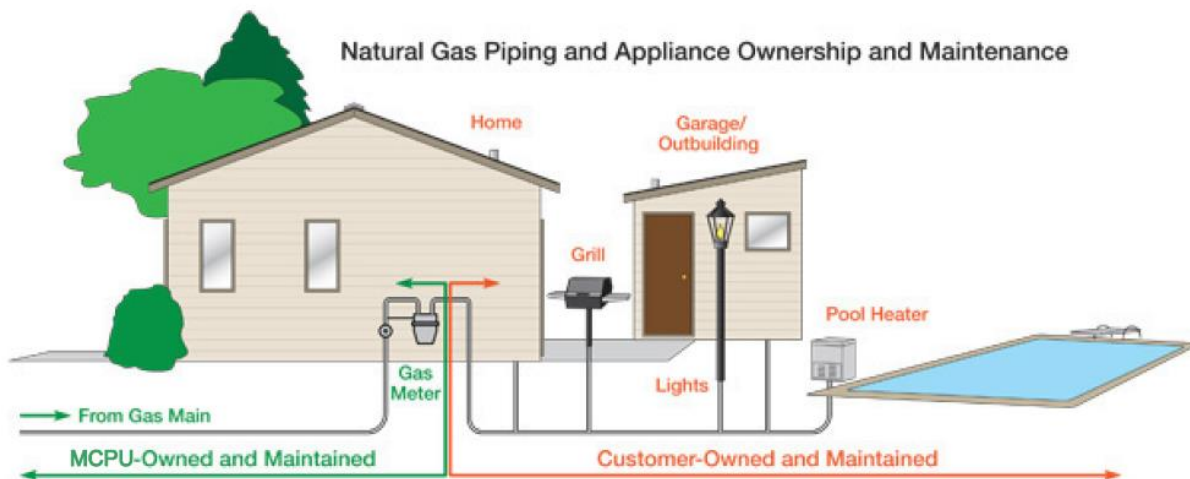 Natural Gas Piping and Appliance Ownership and Maintenance
Home
Garage/
Outbuilding
Grill
Pool Heater
Gas
Meter
Lights
From Gas Main
MCPU-Owned and Maintained
Customer-Owned and Maintained